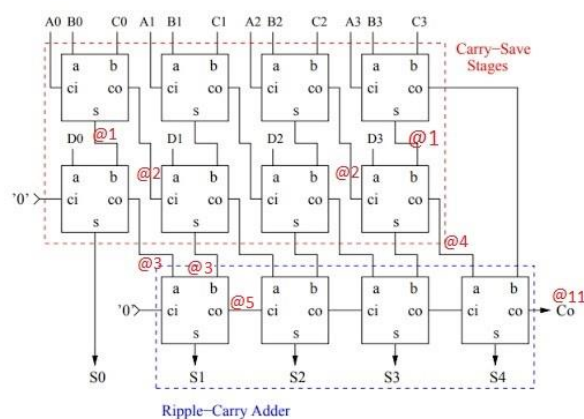 A0 B0 C0 A1 B1 C1 A2 B2 C2 A3 B3 C3
Carry-Save
Stages
a b a b a b a b
ci co ci co ci co ci co
s s s s
@1 @1
D0 D1 D2 D3
@2 @2
a b a b a b a b
'0' ci co ci co ci co ci co
s s s s
@4
@3 @3
a b a b a b a b
@5 @11
'0' ci co ci co ci co ci co Co
s s s s
S0 S1 S2 S3 S4
Ripple-Carry Adder